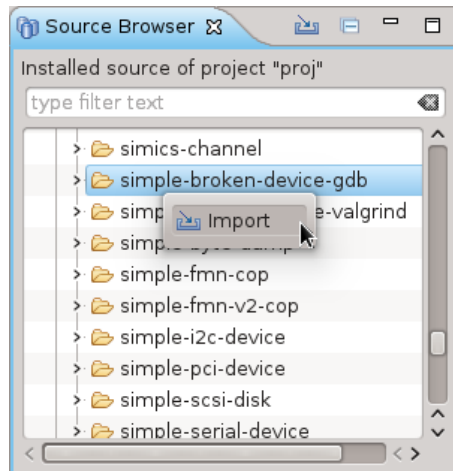 Source Browser
Installed source of project "proj"
type filter text
simics-channel
simple-broken-device-gdb
Import
e-valgrind
simple-fmn-cop
simple-fmn-v2-cop
simple-i2c-device
simple-pci-device
simple-scsi-disk
simple-serial-device